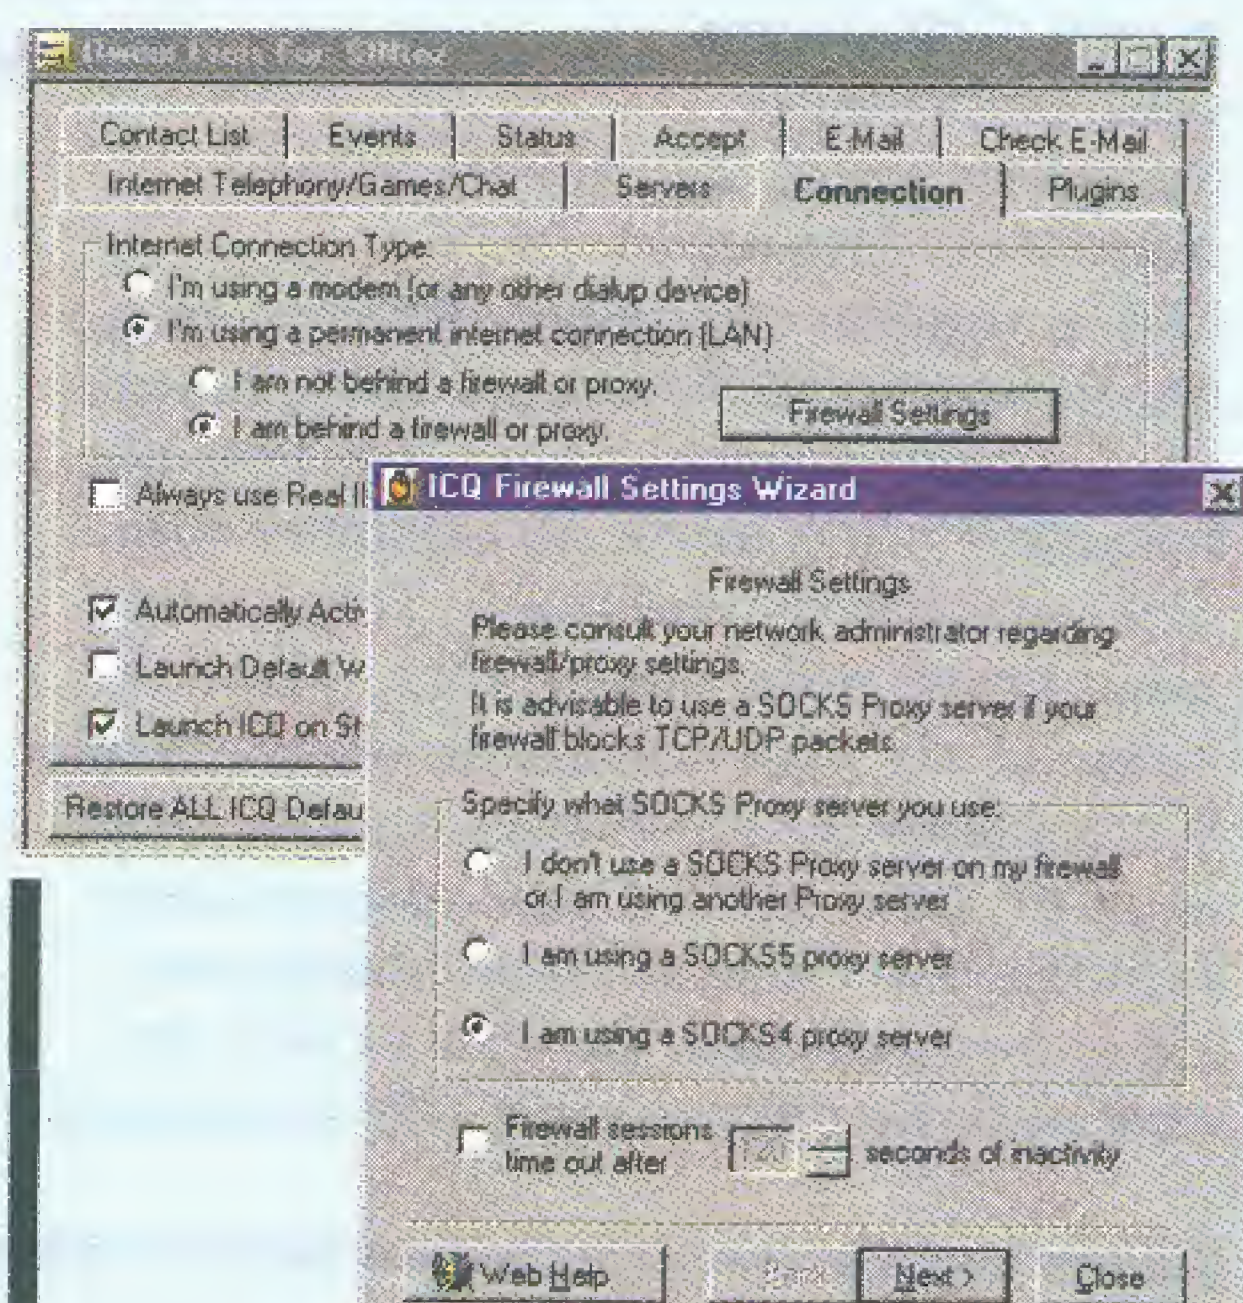 Contact List
Events
Status
Accept
E-Mail
Check E-Mail
Internet Telephony/Games/Chat
Servers
Connection
Plugins
Internet Connection Type:
I'm using a modem (or any other dialup device)
I'm using a permanent internet connection (LAN)
I am not behind a firewall or proxy.
I am behind a firewall or proxy.
Firewall Settings
Always use Real
Automatically
Launch Default
Launch ICQ on
Restore ALL ICQ
ICQ Firewall Settings Wizard
Firewall Settings
Please consult your network administrator regarding
firewall/proxy settings.
It is advisable to use a SOCKS Proxy server if your
firewall blocks TCP/UDP packets.
Specify what SOCKS Proxy server you use:
I don't use a SOCKS Proxy server on my firewall
or I am using another Proxy server
I am using a SOCKS5 proxy server
I am using a SOCKS4 proxy server
Firewall sessions
time out after
120
seconds of inactivity
Web Help
Back
Next >
Close